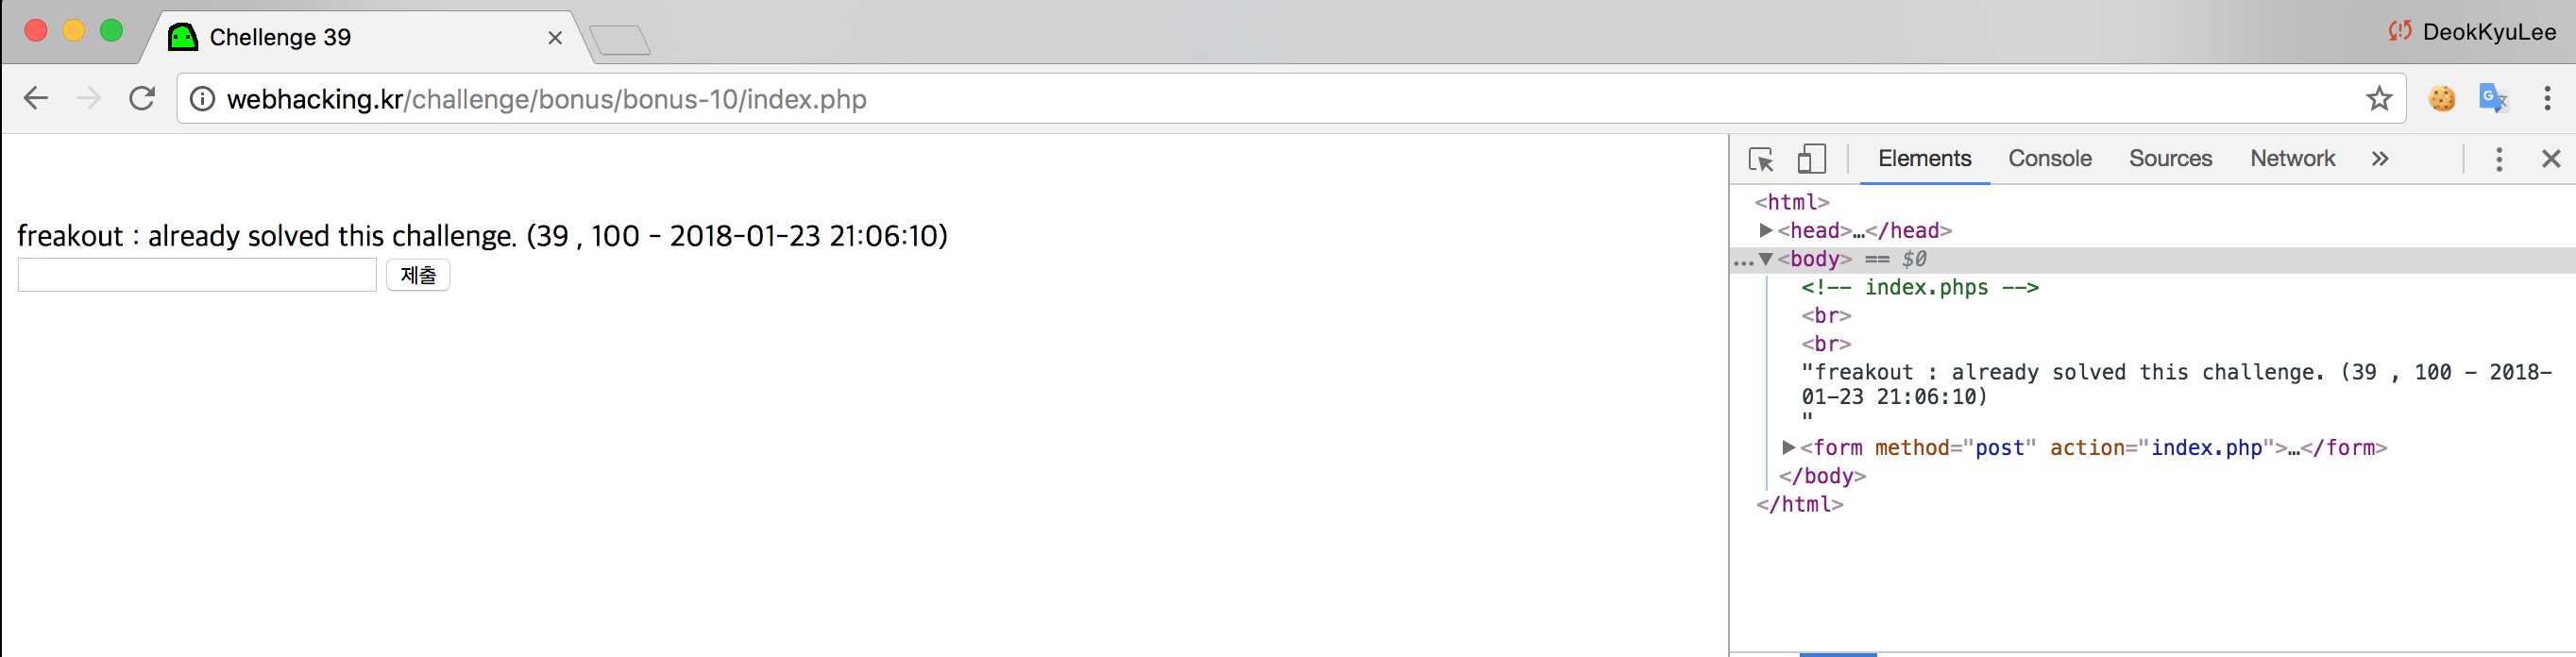 Chellenge 39
DeokKyuLee
webhacking.kr/challenge/bonus/bonus-10/index.php
freakout : already solved this challenge. (39 , 100 - 2018-01-23 21:06:10)
제출
Elements Console Sources Network »
<html>
▶<head>…</head>
…▼<body> == $0
<!-- index.phps -->
<br>
<br>
"freakout : already solved this challenge. (39 , 100 - 2018-
01-23 21:06:10)
"
▶<form method="post" action="index.php">…</form>
</body>
</html>